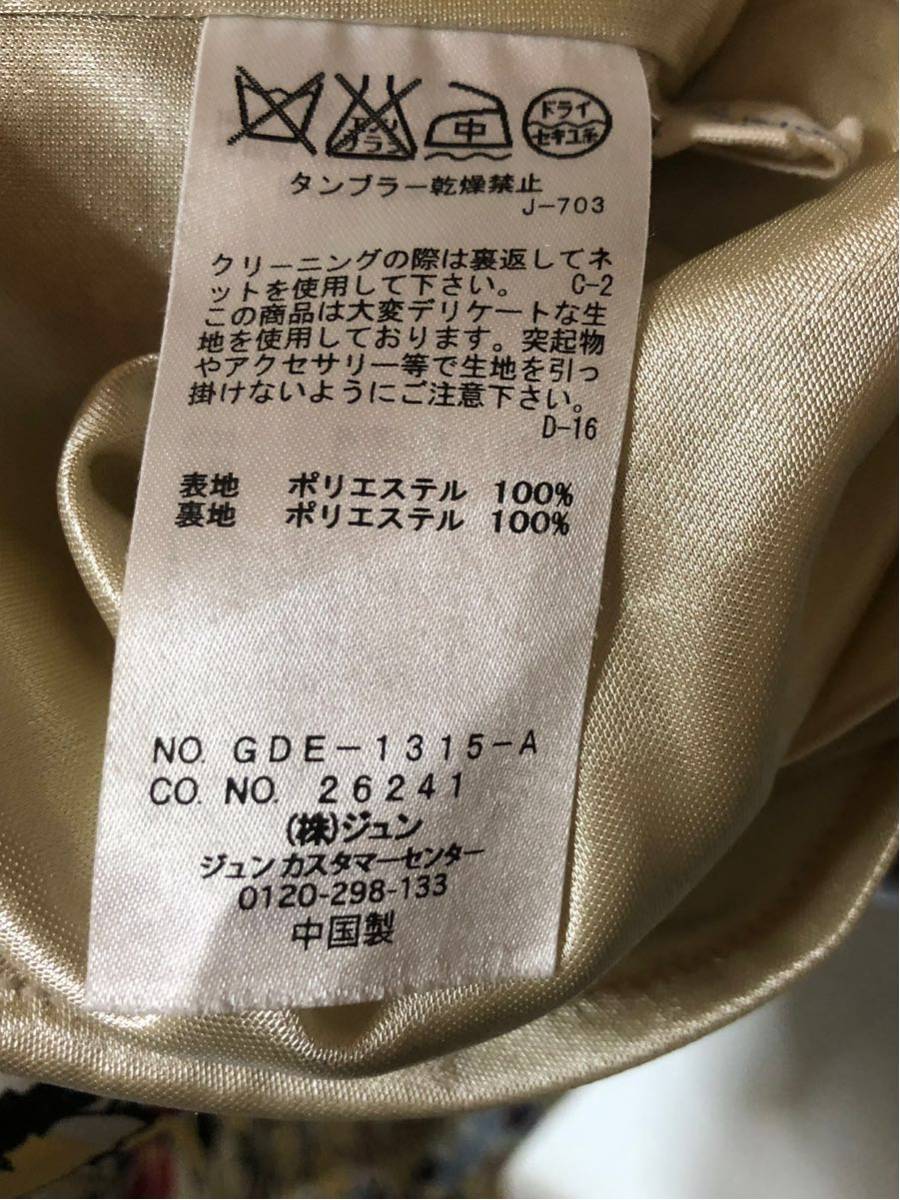 エンソ
サラシ
中
ドライ
セキユ系
タンブラー乾燥禁止
J-703
クリーニングの際は裏返してネ
ットを使用して下さい。 C-2
この商品は大変デリケートな生
地を使用しております。突起物
やアクセサリー等で生地を引っ
掛けないようにご注意下さい。
D-16
表地 ポリエステル 100%
裏地 ポリエステル 100%
NO. GDE-1315-A
CO. NO. 26241
(株)ジュン
ジュン カスタマーセンター
0120-298-133
中国製